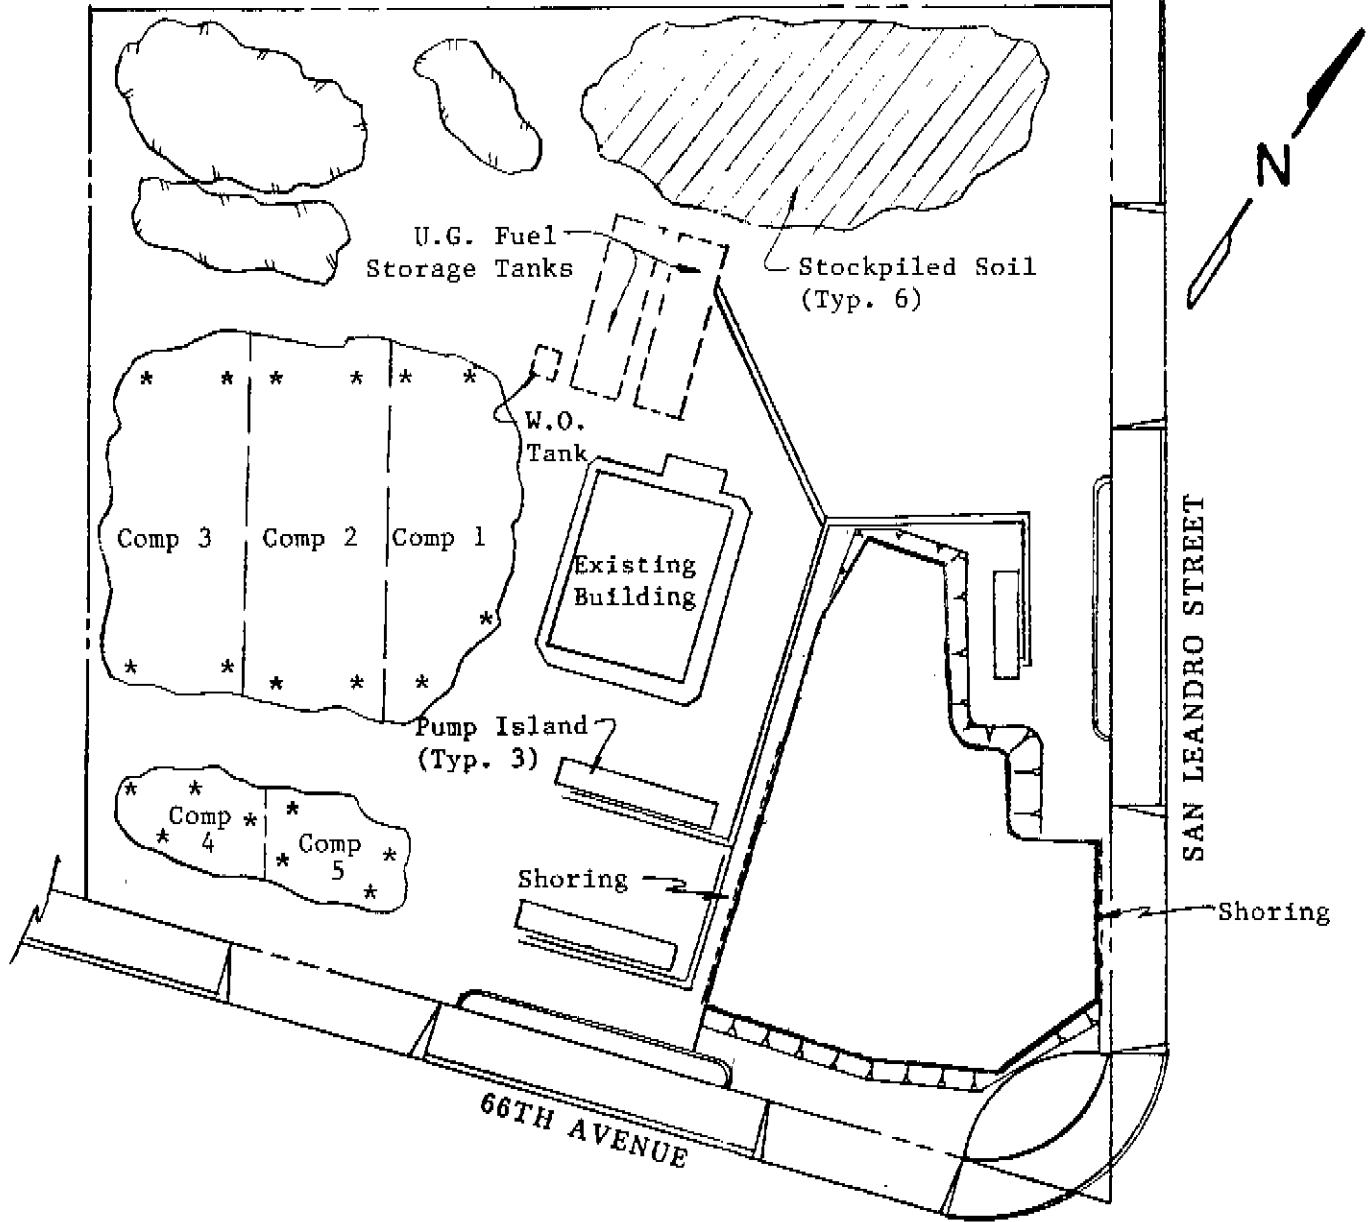 N
U.G. Fuel
Storage Tanks
Stockpiled Soil
(Typ. 6)
* * * * * *
W.O.
Tank
Comp 3 Comp 2 Comp 1
Existing
Building
*
* * * * *
Pump Island
(Typ. 3)
* * *
Comp
4
* *
Comp
5
* * *
Shoring
Shoring
SAN LEANDRO STREET
66TH AVENUE